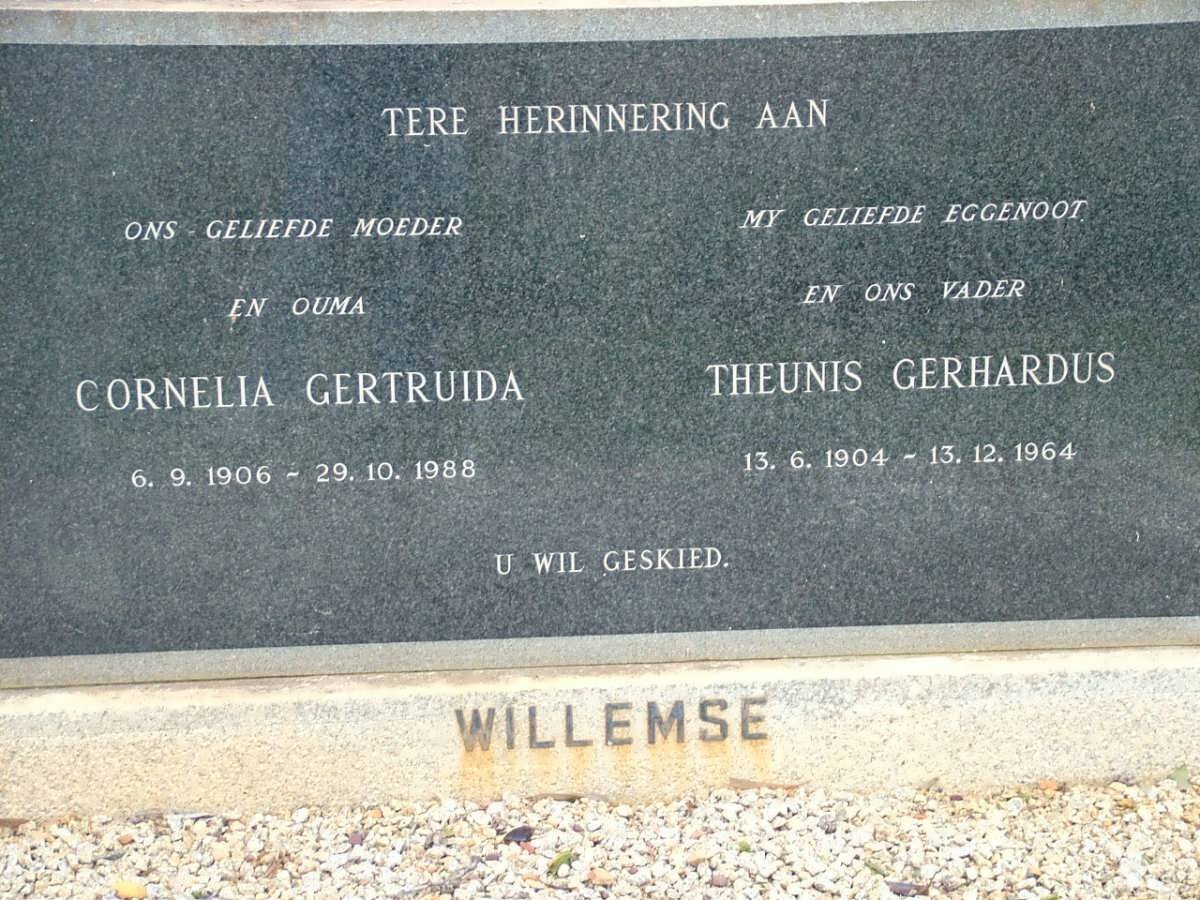 TERE HERINNERING AAN
ONS GELIEFDE MOEDER
EN OUMA
CORNELIA GERTRUIDA
6. 9. 1906 ~ 29. 10. 1988
MY GELIEFDE EGGENOOT
EN ONS VADER
THEUNIS GERHARDUS
13. 6. 1904 ~ 13. 12. 1964
U WIL GESKIED.
WILLEMSE